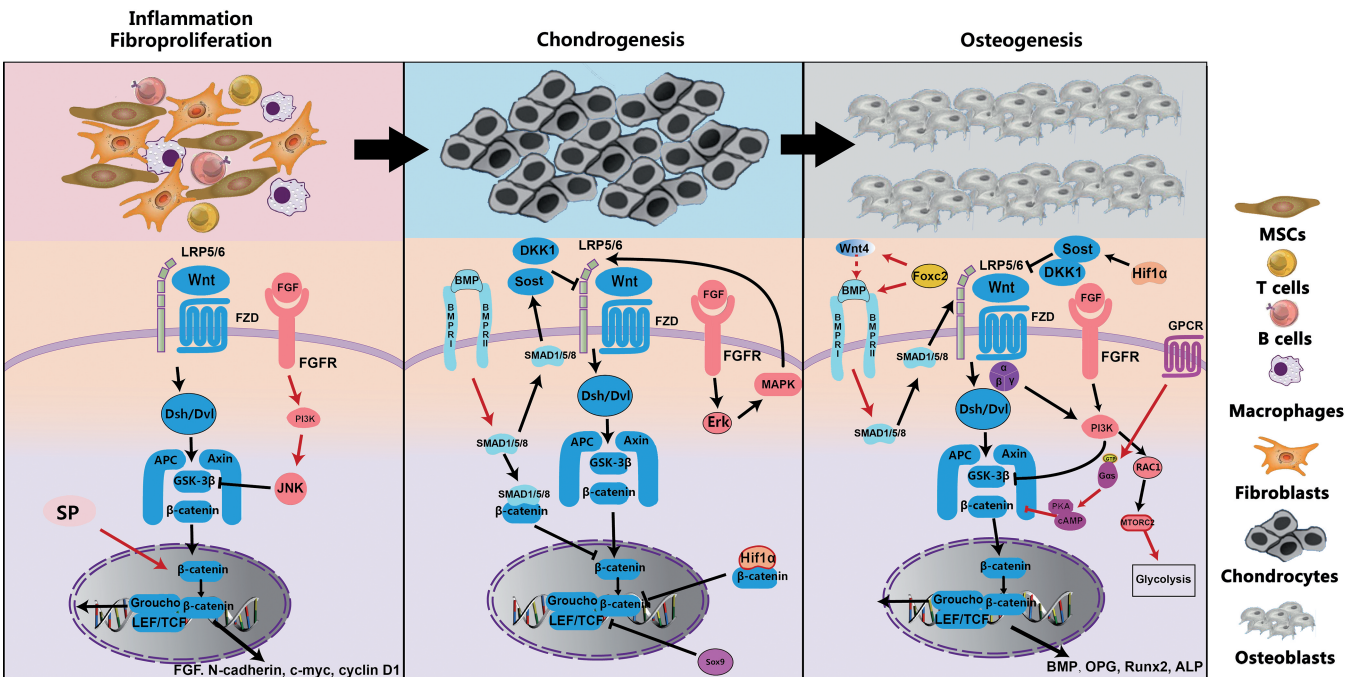 Inflammation
Fibroproliferation
Chondrogenesis
Osteogenesis
LRP5/6
Wnt
FZD
FGF
FGFR
Dsh/Dvl
PI3K
APC
Axin
GSK-3β
JNK
β-catenin
SP
β-catenin
Groucho
β-catenin
LEF/TCF
FGF. N-cadherin, c-myc, cyclin D1
DKK1
LRP5/6
BMP
Sost
Wnt
FGF
BMPRI
BMPRII
FZD
SMAD1/5/8
FGFR
MAPK
Dsh/Dvl
Erk
SMAD1/5/8
APC
Axin
GSK-3β
SMAD1/5/8
β-catenin
β-catenin
Hif1α
β-catenin
β-catenin
Groucho
β-catenin
LEF/TCF
Sox9
Wnt4
Sost
LRP5/6
Foxc2
DKK1
Hif1α
BMP
Wnt
FGF
BMPRI
BMPRII
FZD
GPCR
SMAD1/5/8
FGFR
α
β
γ
Dsh/Dvl
PI3K
SMAD1/5/8
APC
Axin
GTP
RAC1
GSK-3β
Gαs
β-catenin
PKA
cAMP
MTORC2
β-catenin
Glycolysis
Groucho
β-catenin
LEF/TCF
BMP, OPG, Runx2, ALP
MSCs
T cells
B cells
Macrophages
Fibroblasts
Chondrocytes
Osteoblasts